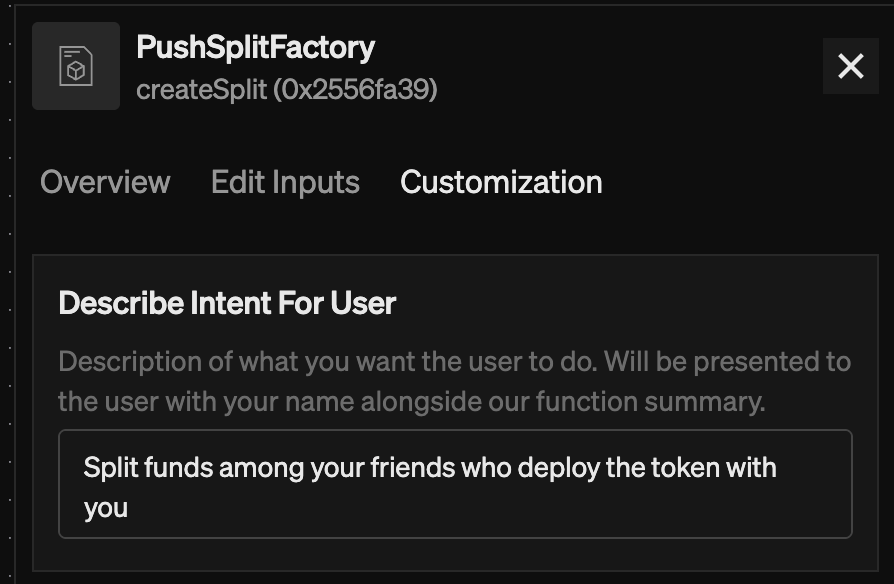 PushSplitFactory
createSplit (0x2556fa39)
Overview Edit Inputs Customization
Describe Intent For User
Description of what you want the user to do. Will be presented to
the user with your name alongside our function summary.
Split funds among your friends who deploy the token with
you